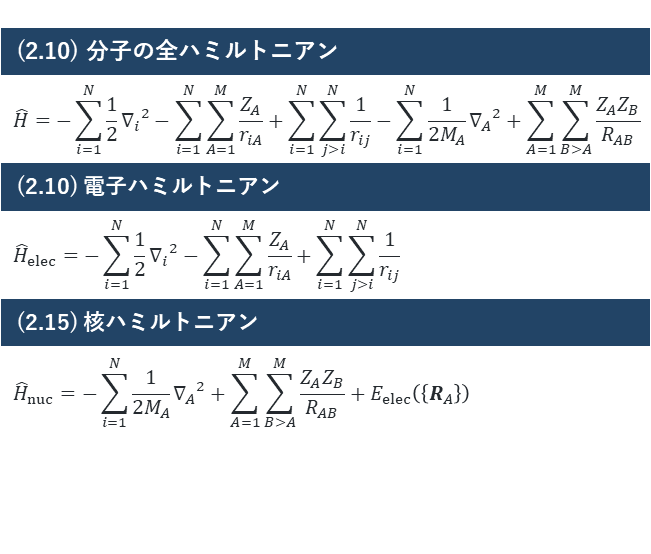 (2.10) 分子の全ハミルトニアン
Ĥ = −∑_{i=1}^{N} 1/2 ∇_i² − ∑_{i=1}^{N} ∑_{A=1}^{M} Z_A/r_{iA} + ∑_{i=1}^{N} ∑_{j>i}^{N} 1/r_{ij} − ∑_{i=1}^{N} 1/(2M_A) ∇_A² + ∑_{A=1}^{M} ∑_{B>A}^{M} Z_A Z_B/R_{AB}
(2.10) 電子ハミルトニアン
Ĥ_elec = −∑_{i=1}^{N} 1/2 ∇_i² − ∑_{i=1}^{N} ∑_{A=1}^{M} Z_A/r_{iA} + ∑_{i=1}^{N} ∑_{j>i}^{N} 1/r_{ij}
(2.15) 核ハミルトニアン
Ĥ_nuc = −∑_{i=1}^{N} 1/(2M_A) ∇_A² + ∑_{A=1}^{M} ∑_{B>A}^{M} Z_A Z_B/R_{AB} + E_elec({R_A})